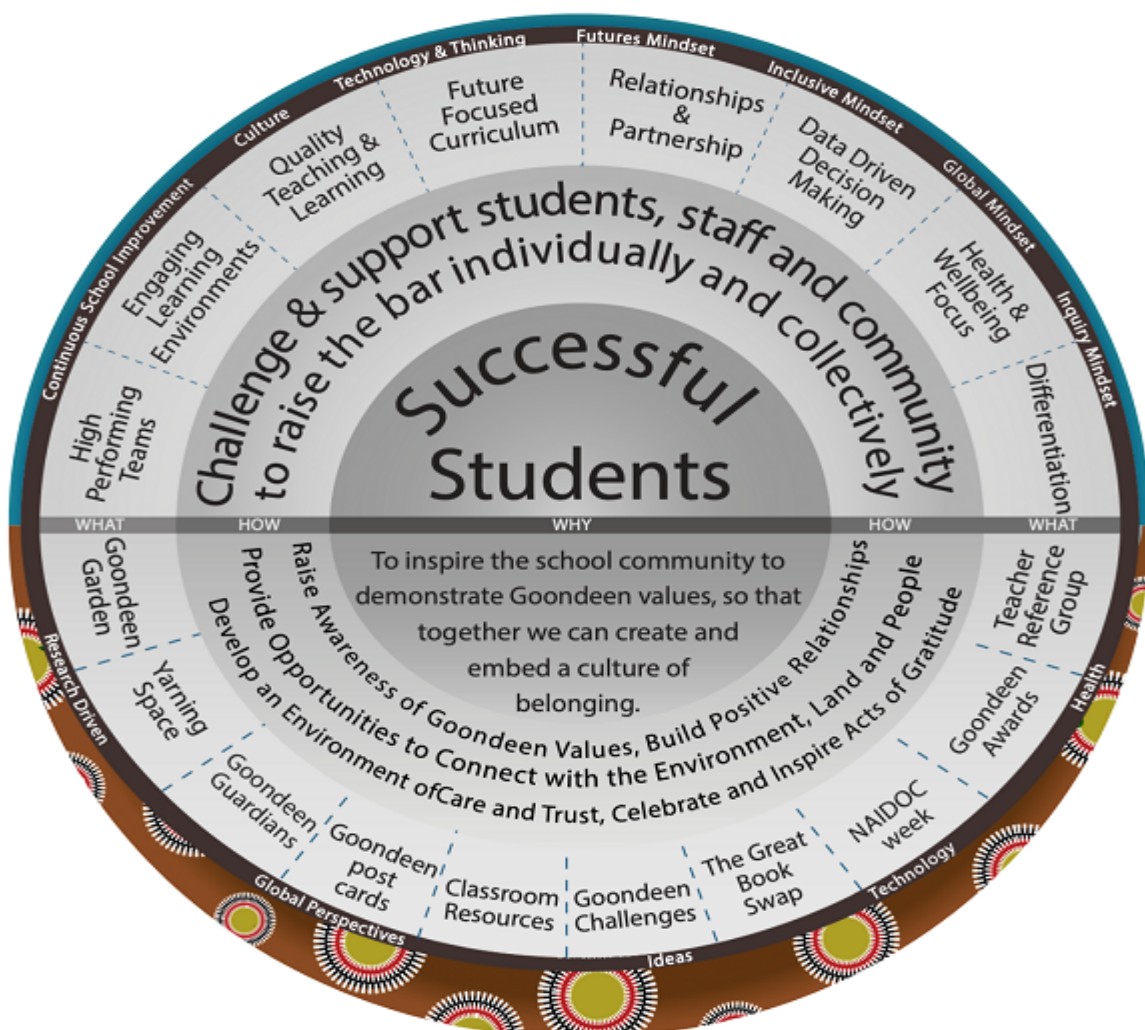 Continuous School Improvement
Culture
Technology & Thinking
Futures Mindset
Inclusive Mindset
Global Mindset
Inquiry Mindset
High
Performing
Teams
Engaging
Learning
Environments
Quality
Teaching &
Learning
Future
Focused
Curriculum
Relationships
&
Partnership
Data Driven
Decision
Making
Health &
Wellbeing
Focus
Differentiation
Challenge & support students, staff and community
to raise the bar individually and collectively
Successful
Students
WHAT
HOW
WHY
HOW
WHAT
To inspire the school community to
demonstrate Goondeen values, so that
together we can create and
embed a culture of
belonging.
Raise Awareness of Goondeen Values, Build Positive Relationships
Provide Opportunities to Connect with the Environment, Land and People
Develop an Environment ofCare and Trust, Celebrate and Inspire Acts of Gratitude
Goondeen
Garden
Yarning
Space
Goondeen
Guardians
Goondeen
post
cards
Classroom
Resources
Goondeen
Challenges
The Great
Book
Swap
NAIDOC
week
Goondeen
Awards
Teacher
Reference
Group
Research Driven
Global Perspectives
Ideas
Technology
Health